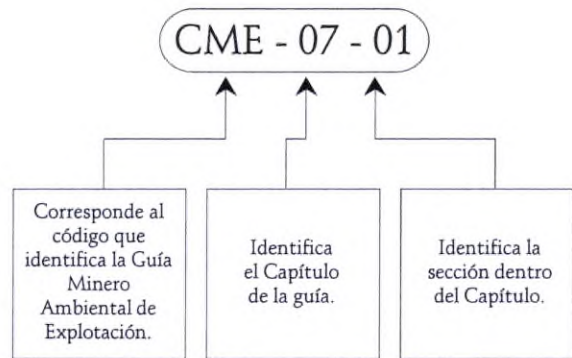 CME - 07 - 01
Corresponde al
código que
identifica la Guía
Minero
Ambiental de
Explotación.
Identifica
el Capítulo
de la guía.
Identifica la
sección dentro
del Capítulo.